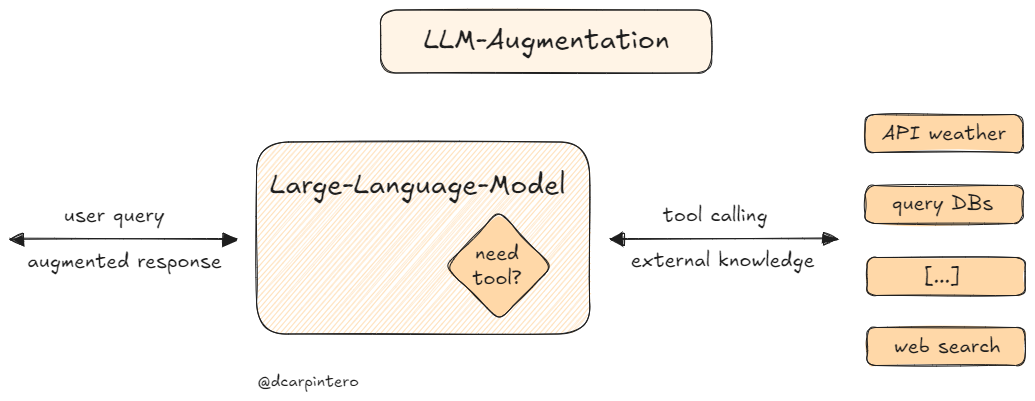 LLM-Augmentation
API weather
Large-Language-Model
user query
tool calling
query DBs
need
tool?
augmented response
external knowledge
[...]
web search
@dcarpintero